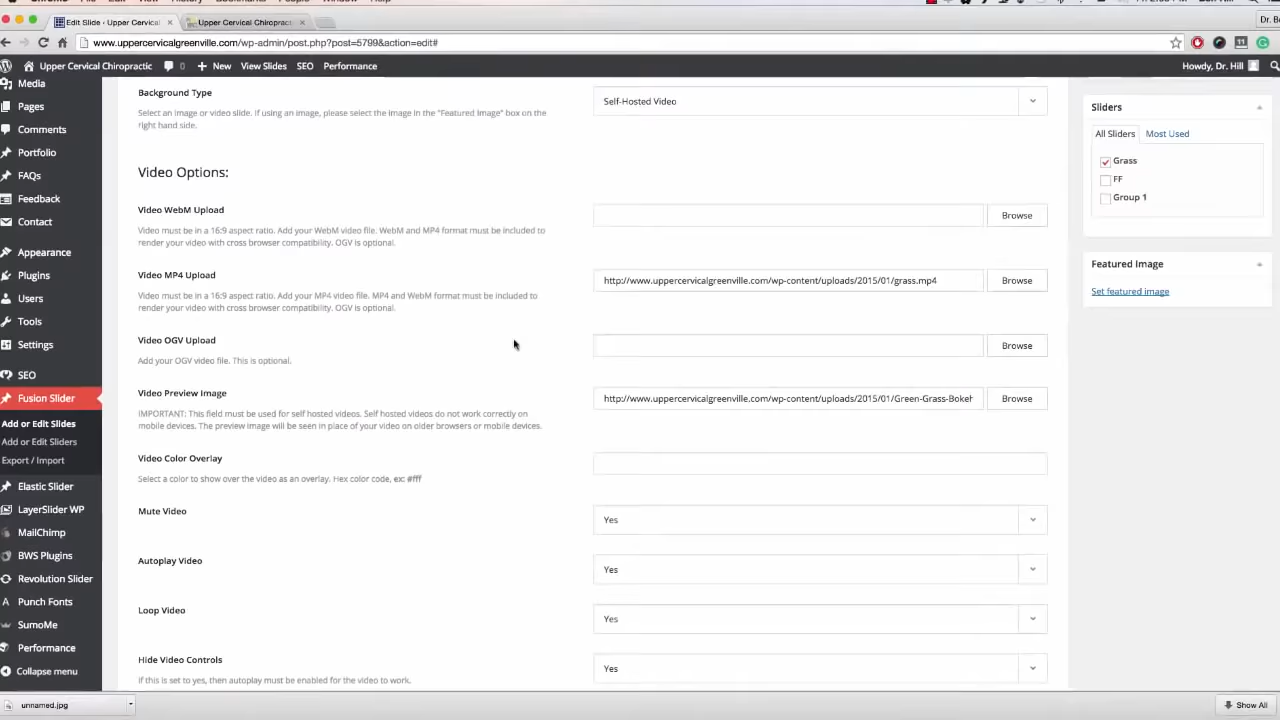 Edit Slide ‹ Upper Cervical
Upper Cervical Chiropract
Dr. B
www.uppercervicalgreenville.com/wp-admin/post.php?post=5799&action=edit#
Upper Cervical Chiropractic 0 + New View Slides SEO Performance Howdy, Dr. Hill
Media
Pages
Comments
Portfolio
FAQs
Feedback
Contact
Appearance
Plugins
Users
Tools
Settings
SEO
Fusion Slider
Add or Edit Slides
Add or Edit Sliders
Export / Import
Elastic Slider
LayerSlider WP
MailChimp
BWS Plugins
Revolution Slider
Punch Fonts
SumoMe
Performance
Collapse menu
Background Type
Select an image or video slide. If using an image, please select the image in the "Featured Image" box on the
right hand side.
Self-Hosted Video
Video Options:
Video WebM Upload
Video must be in a 16:9 aspect ratio. Add your WebM video file. WebM and MP4 format must be included to
render your video with cross browser compatibility. OGV is optional.
Browse
Video MP4 Upload
Video must be in a 16:9 aspect ratio. Add your MP4 video file. MP4 and WebM format must be included to
render your video with cross browser compatibility. OGV is optional.
http://www.uppercervicalgreenville.com/wp-content/uploads/2015/01/grass.mp4
Browse
Video OGV Upload
Add your OGV video file. This is optional.
Browse
Video Preview Image
IMPORTANT: This field must be used for self hosted videos. Self hosted videos do not work correctly on
mobile devices. The preview image will be seen in place of your video on older browsers or mobile devices.
http://www.uppercervicalgreenville.com/wp-content/uploads/2015/01/Green-Grass-Bokeh
Browse
Video Color Overlay
Select a color to show over the video as an overlay. Hex color code, ex: #fff
Mute Video
Yes
Autoplay Video
Yes
Loop Video
Yes
Hide Video Controls
If this is set to yes, then autoplay must be enabled for the video to work.
Yes
Sliders
All Sliders Most Used
Grass
FF
Group 1
Featured Image
Set featured image
unnamed.jpg
Show All